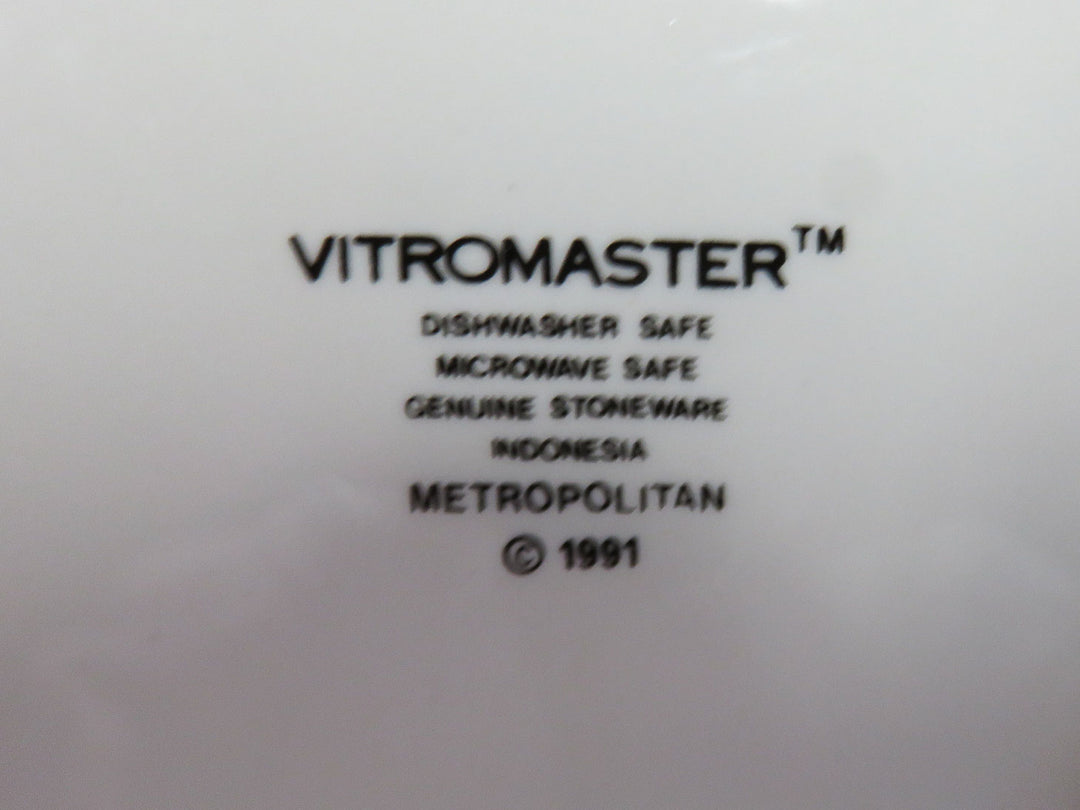 VITROMASTER™
DISHWASHER SAFE
MICROWAVE SAFE
GENUINE STONEWARE
INDONESIA
METROPOLITAN
© 1991